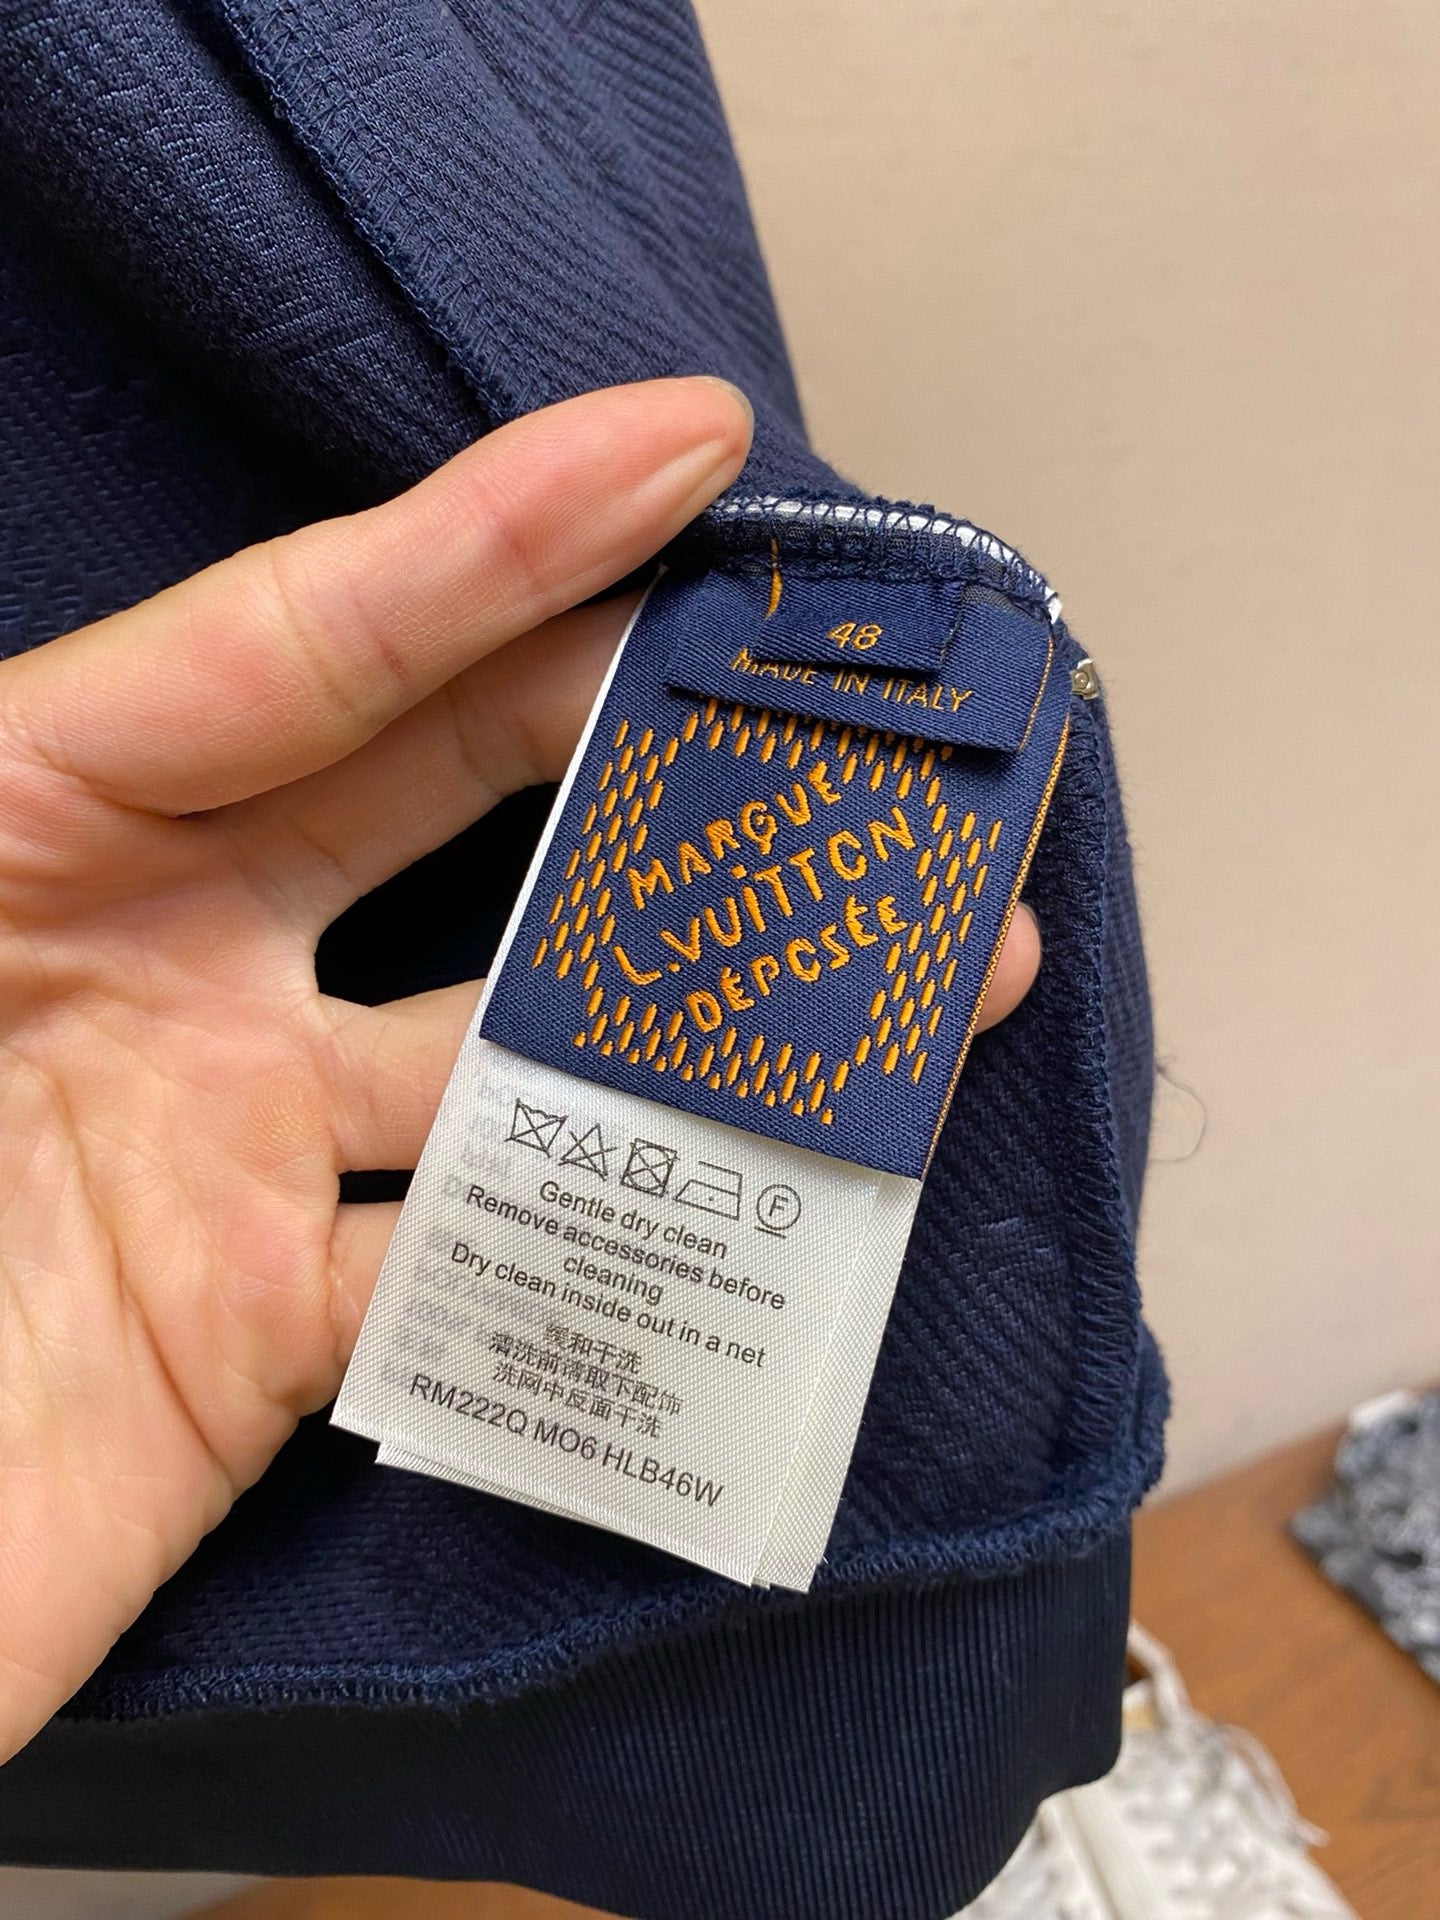 48
MADE IN ITALY
MARQUE
L.VUITTON
DÉPOSÉE
F
Gentle dry clean
Remove accessories before
cleaning
Dry clean inside out in a net
缓和干洗
清洗前请取下配饰
洗网中反面干洗
RM222Q MO6 HLB46W